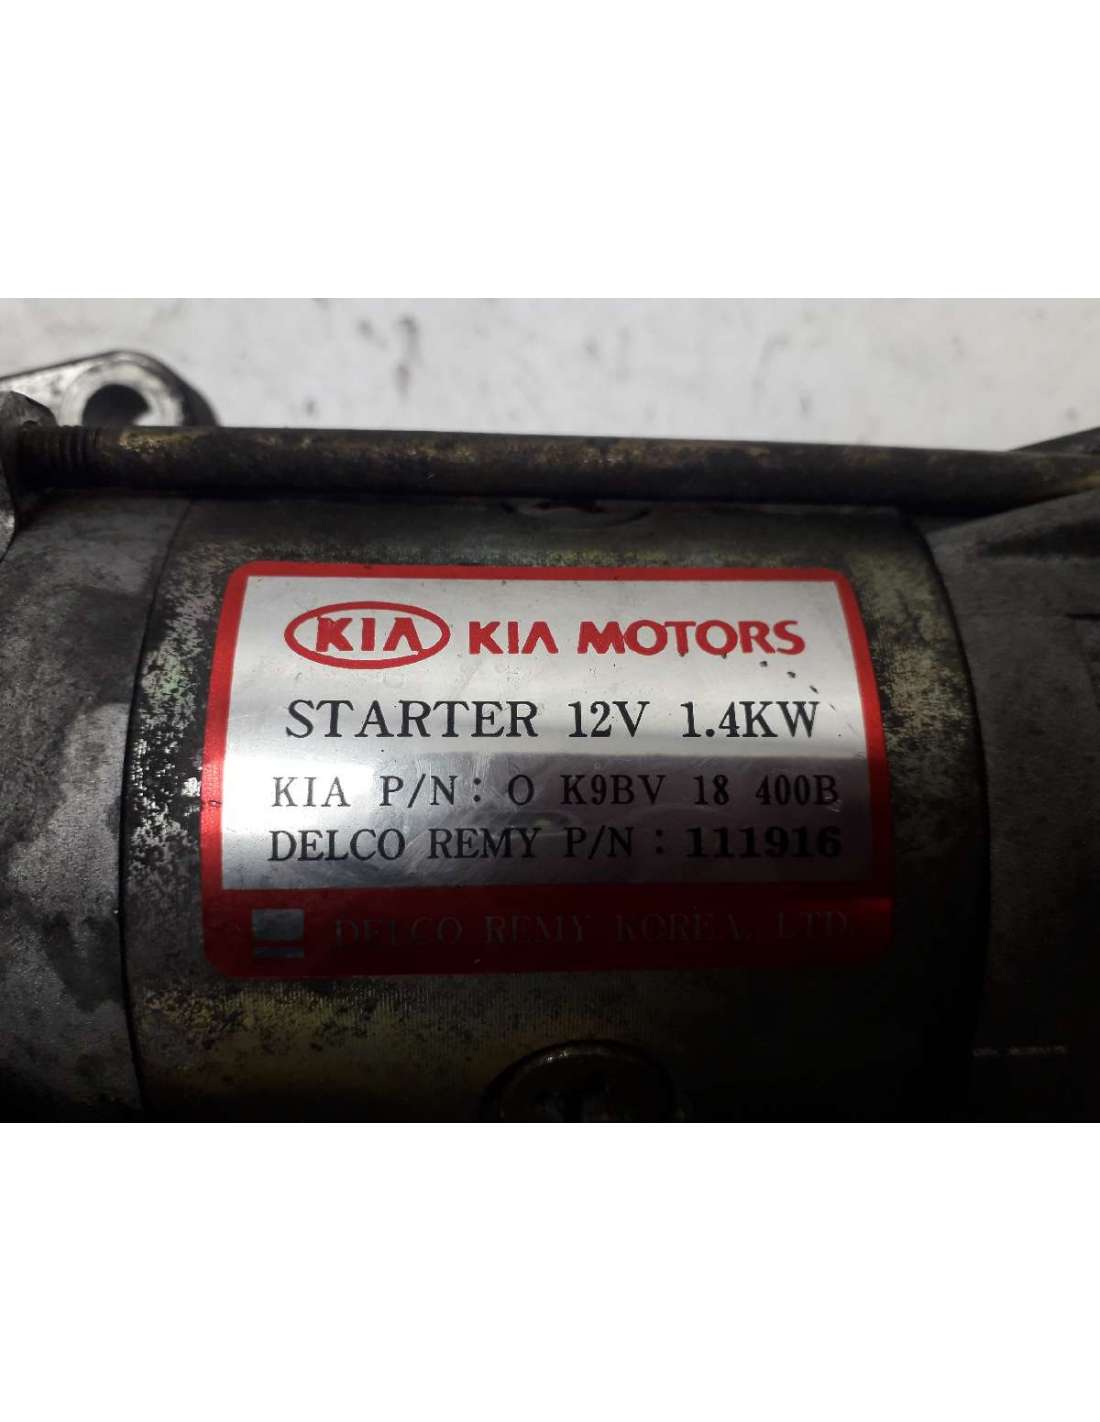 KIA KIA MOTORS
STARTER 12V 1.4KW
KIA P/N : O K9BV 18 400B
DELCO REMY P/N : 111916
DELCO REMY KOREA., LTD.